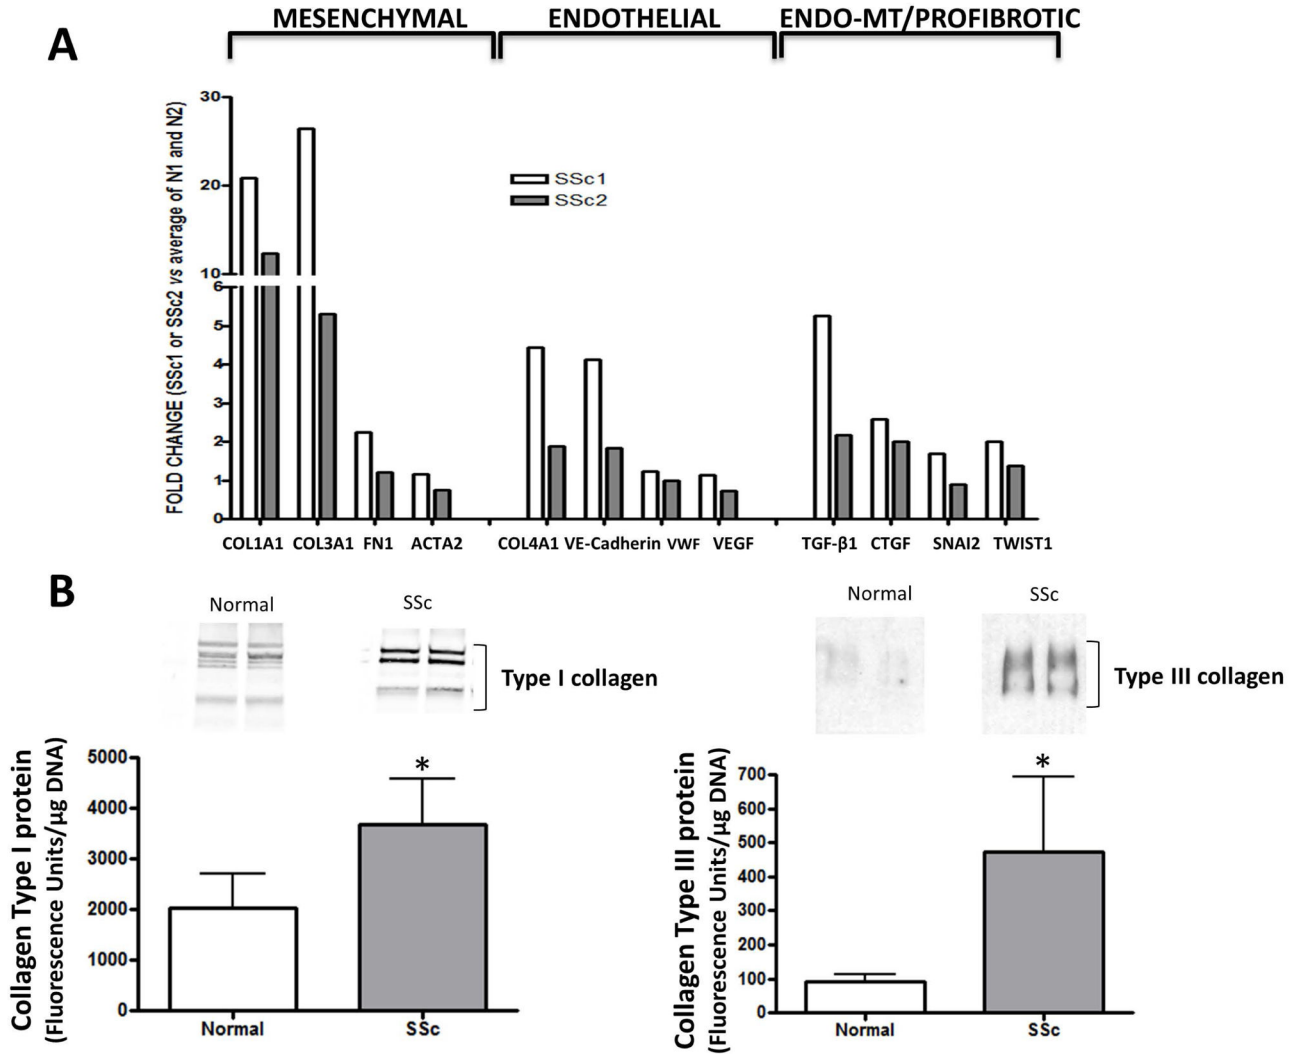 MESENCHYMAL ENDOTHELIAL ENDO-MT/PROFIBROTIC
A
FOLD CHANGE (SSc1 or SSc2 vs average of N1 and N2)
30
20
10
6
5
4
3
2
1
0
SSc1
SSc2
COL1A1 COL3A1 FN1 ACTA2 COL4A1 VE-Cadherin VWF VEGF TGF-β1 CTGF SNAI2 TWIST1
B
Normal SSc
Type I collagen
Normal SSc
Type III collagen
Collagen Type I protein
(Fluorescence Units/µg DNA)
5000
4000
3000
2000
1000
0
*
Normal SSc
Collagen Type III protein
(Fluorescence Units/µg DNA)
700
600
500
400
300
200
100
0
*
Normal SSc